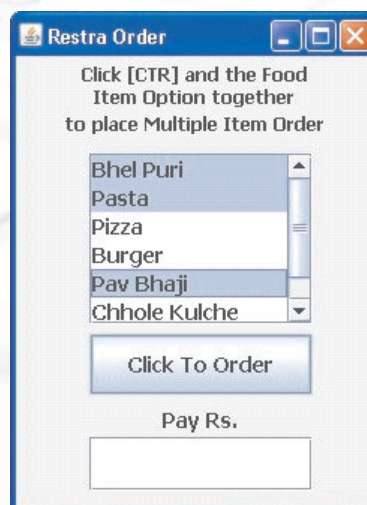 Restra Order
Click [CTR] and the Food
Item Option together
to place Multiple Item Order
Bhel Puri
Pasta
Pizza
Burger
Pav Bhaji
Chhole Kulche
Click To Order
Pay Rs.